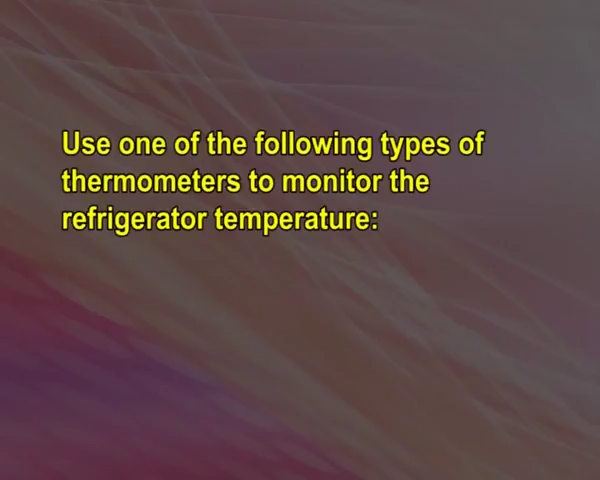 Use one of the following types of
thermometers to monitor the
refrigerator temperature: